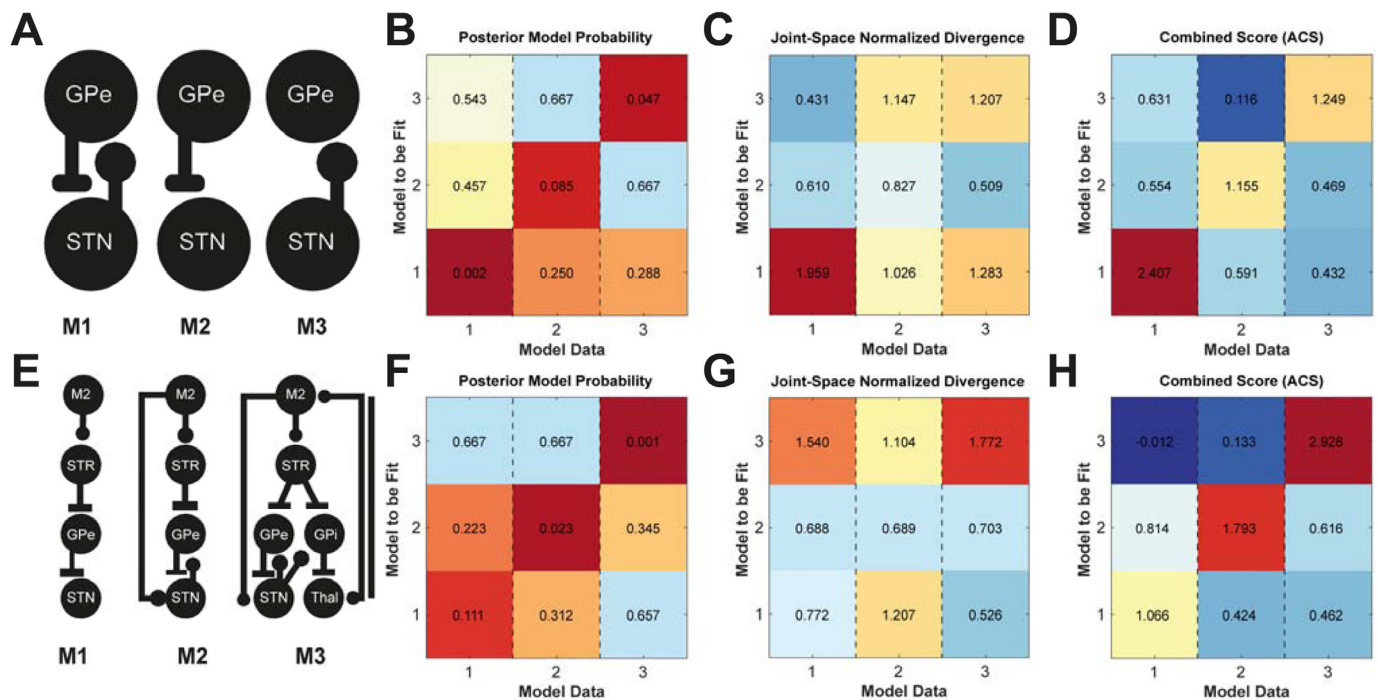 A
B
C
D
GPe
GPe
GPe
STN
STN
STN
M1
M2
M3
Posterior Model Probability
Model to be Fit
3
0.543
0.667
0.047
2
0.457
0.085
0.667
1
0.002
0.250
0.288
1
2
3
Model Data
Joint-Space Normalized Divergence
Model to be Fit
3
0.431
1.147
1.207
2
0.610
0.827
0.509
1
1.959
1.026
1.283
1
2
3
Model Data
Combined Score (ACS)
Model to be Fit
3
0.631
0.116
1.249
2
0.554
1.155
0.469
1
2.407
0.591
0.432
1
2
3
Model Data
E
F
G
H
M2
STR
GPe
STN
M1
M2
STR
GPe
STN
M2
M2
STR
GPe
GPi
STN
Thal
M3
Posterior Model Probability
Model to be Fit
3
0.667
0.667
0.001
2
0.223
0.023
0.345
1
0.111
0.312
0.657
1
2
3
Model Data
Joint-Space Normalized Divergence
Model to be Fit
3
1.540
1.104
1.772
2
0.688
0.689
0.703
1
0.772
1.207
0.526
1
2
3
Model Data
Combined Score (ACS)
Model to be Fit
3
-0.012
0.133
2.928
2
0.814
1.793
0.616
1
1.066
0.424
0.462
1
2
3
Model Data